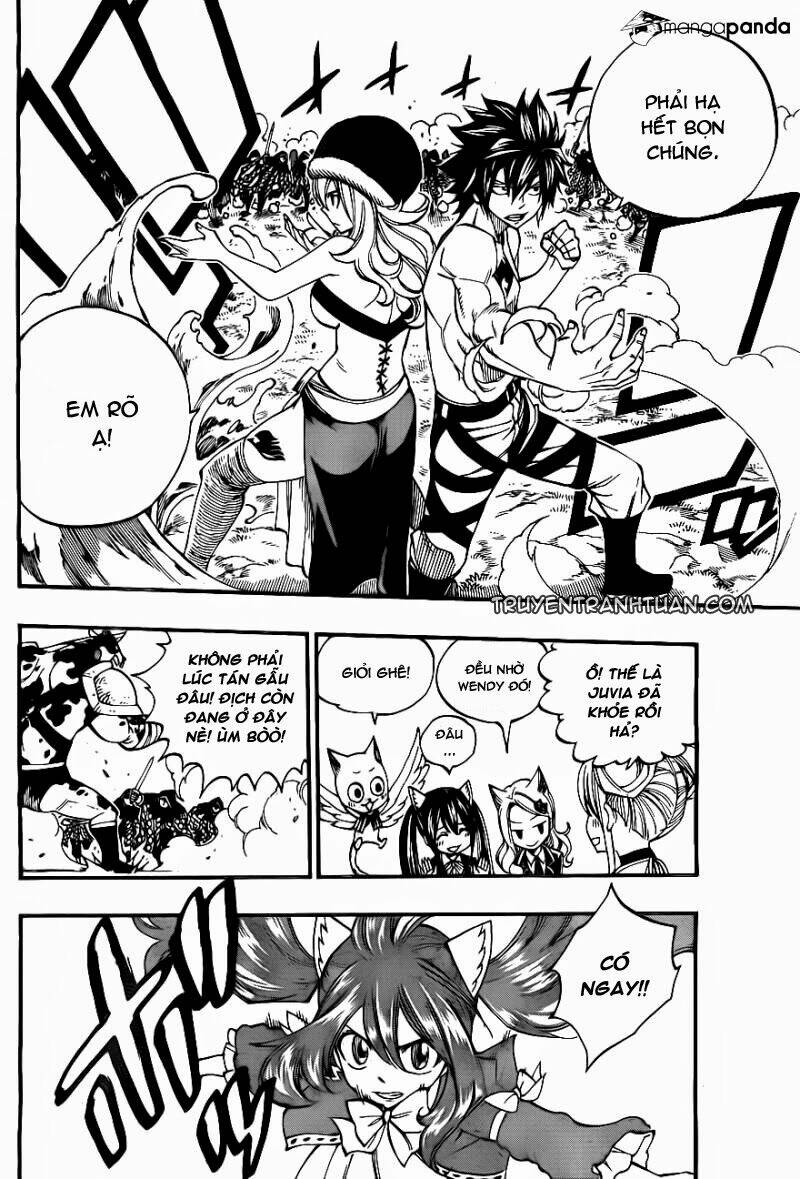 mangapanda
PHẢI HẠ
HẾT BỌN
CHÚNG.
EM RÕ
Ạ!
TRUYENTRANHTUAN.COM
Ồ! THẾ LÀ
JUVIA ĐÃ
KHỎE RỒI
HẢ?
ĐỀU NHỜ
WENDY ĐÓ!
ĐÂU
...
GIỎI GHÊ!
KHÔNG PHẢI
LÚC TÁN GẪU
ĐÂU! ĐỊCH CÒN
ĐANG Ở ĐÂY
NÈ! ÙM BÒÒ!
CÓ
NGAY!!